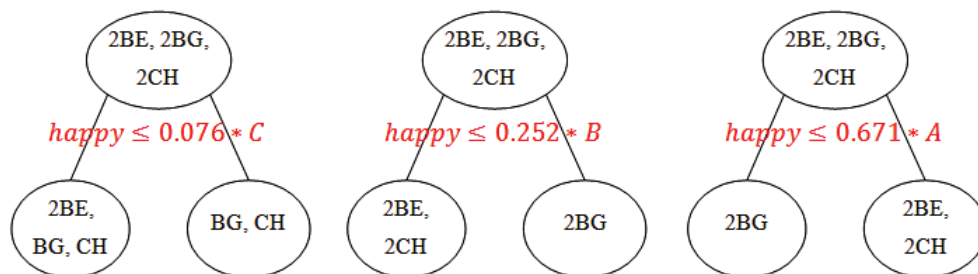 2BE, 2BG,
2CH
happy ≤ 0.076 * C
2BE,
BG, CH
BG, CH
2BE, 2BG,
2CH
happy ≤ 0.252 * B
2BE,
2CH
2BG
2BE, 2BG,
2CH
happy ≤ 0.671 * A
2BG
2BE,
2CH